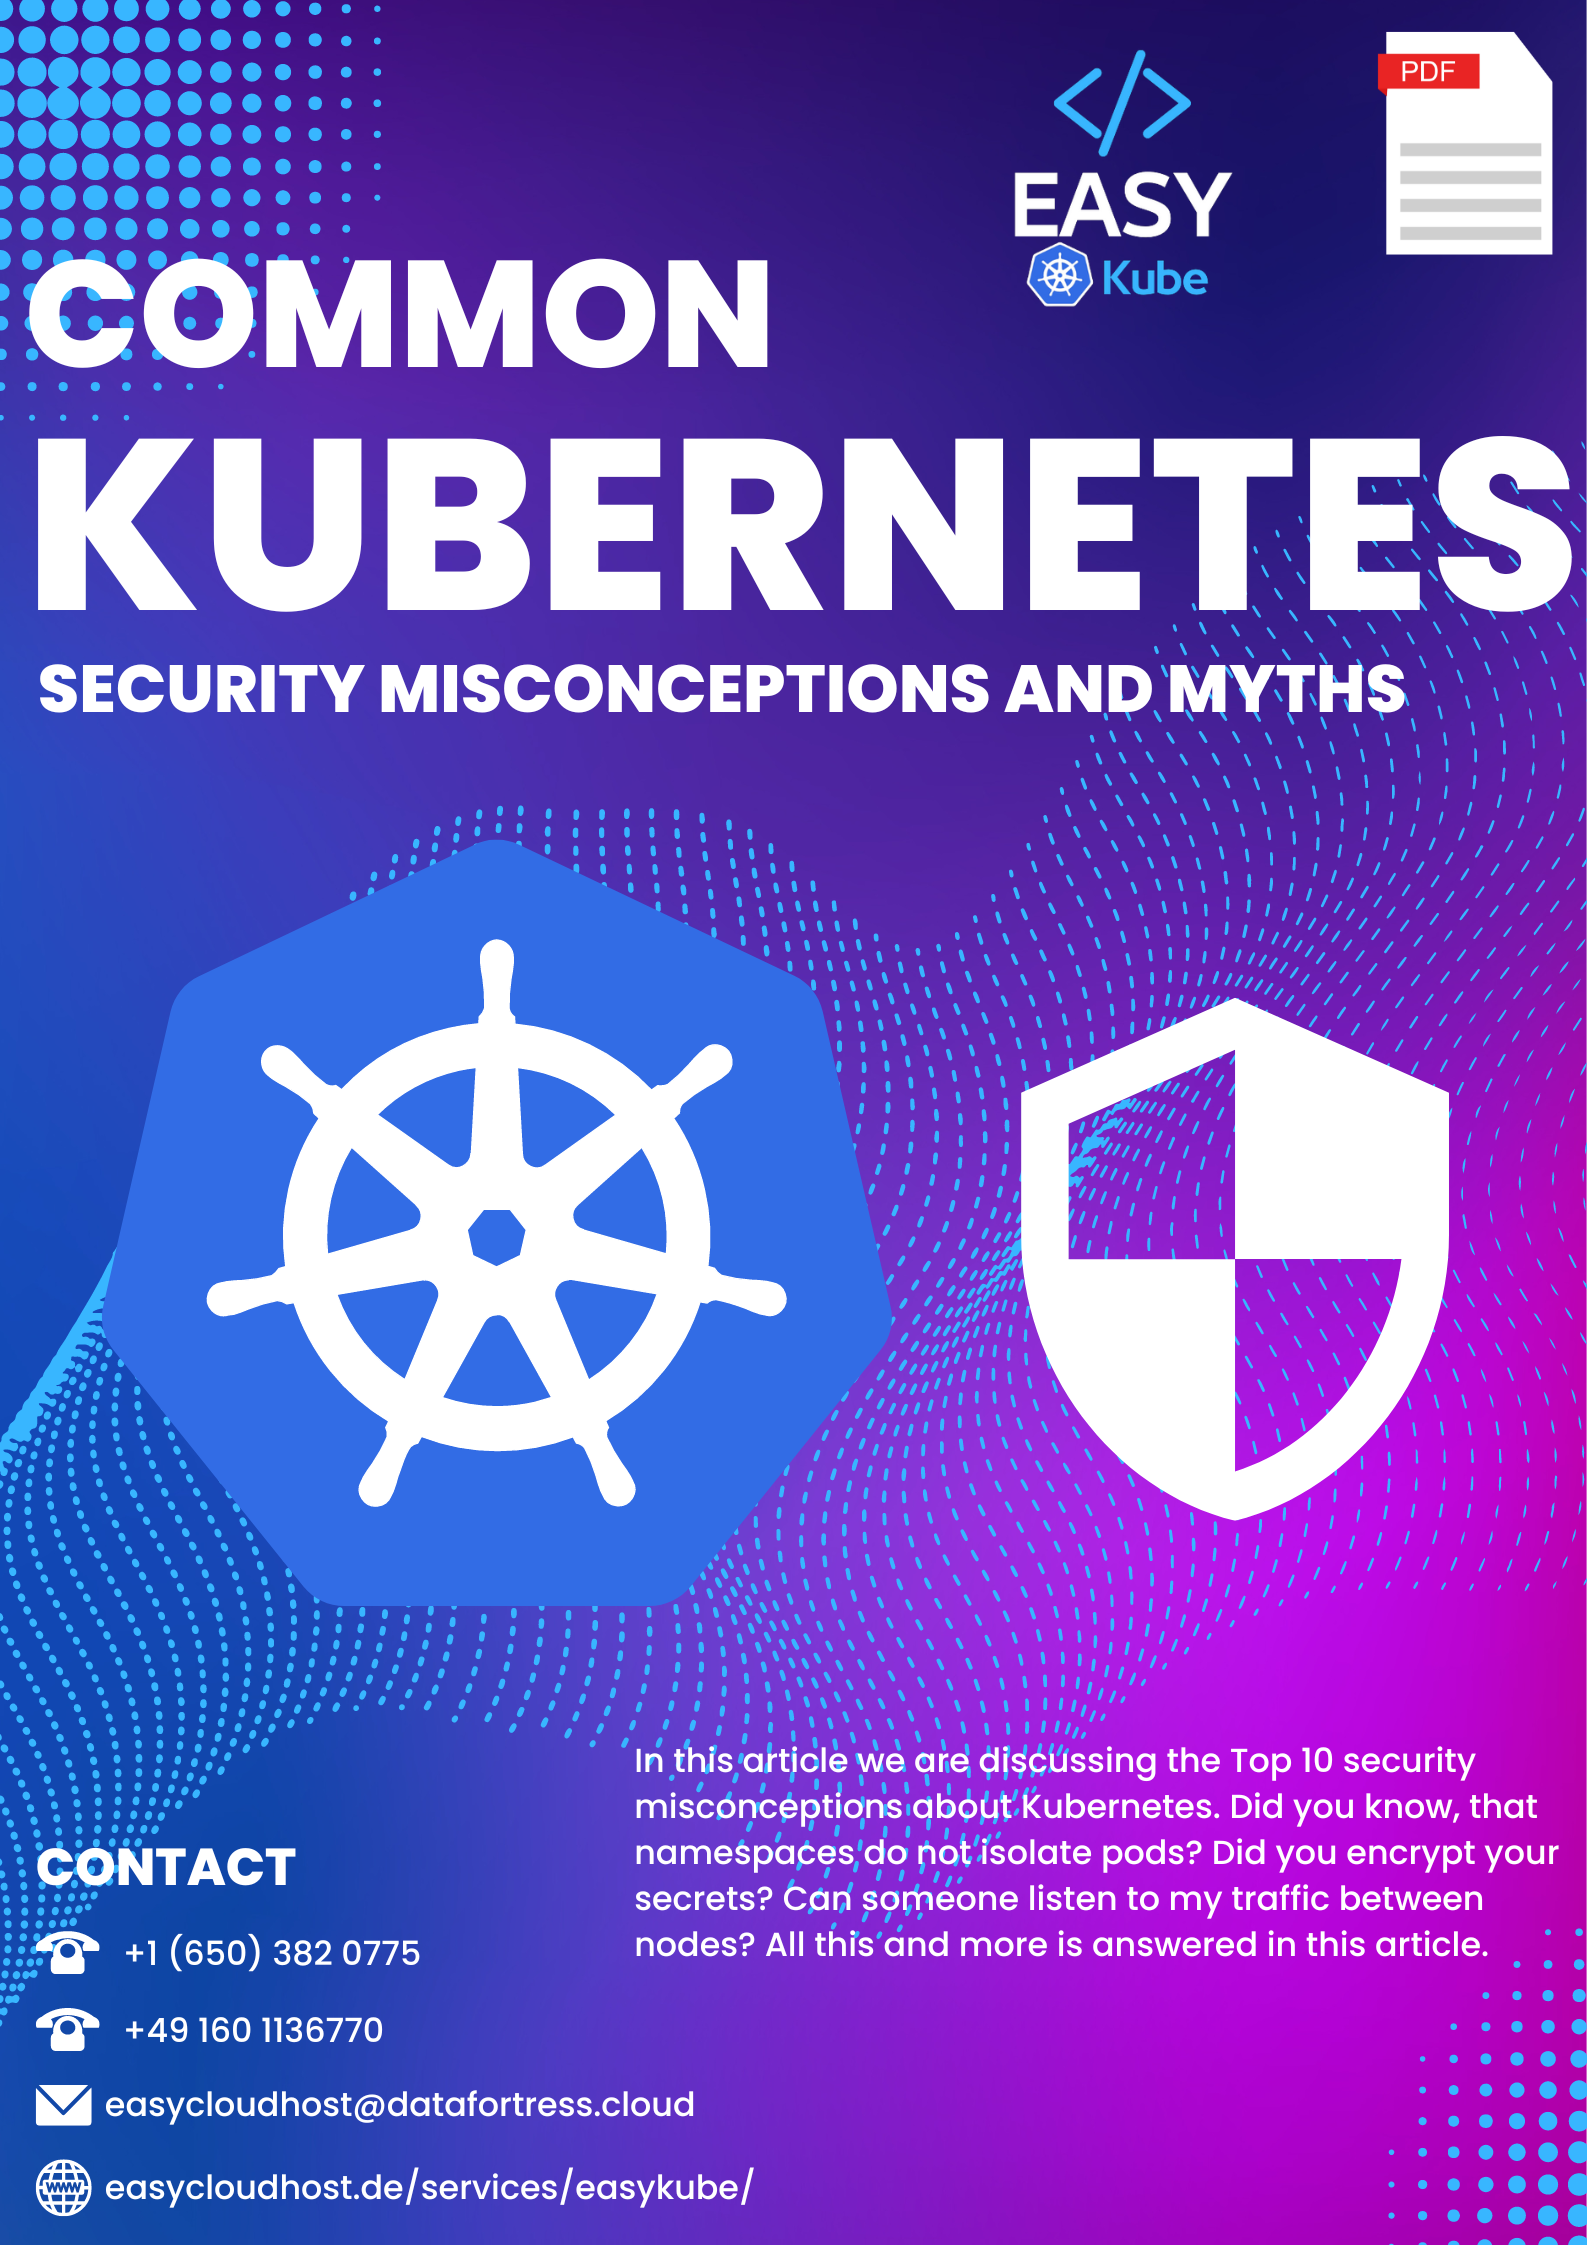 PDF
</>
EASY
Kube
COMMON
KUBERNETES
SECURITY MISCONCEPTIONS AND MYTHS
In this article we are discussing the Top 10 security
misconceptions about Kubernetes. Did you know, that
namespaces do not isolate pods? Did you encrypt your
secrets? Can someone listen to my traffic between
nodes? All this and more is answered in this article.
CONTACT
+1 (650) 382 0775
+49 160 1136770
easycloudhost@datafortress.cloud
www
easycloudhost.de/services/easykube/